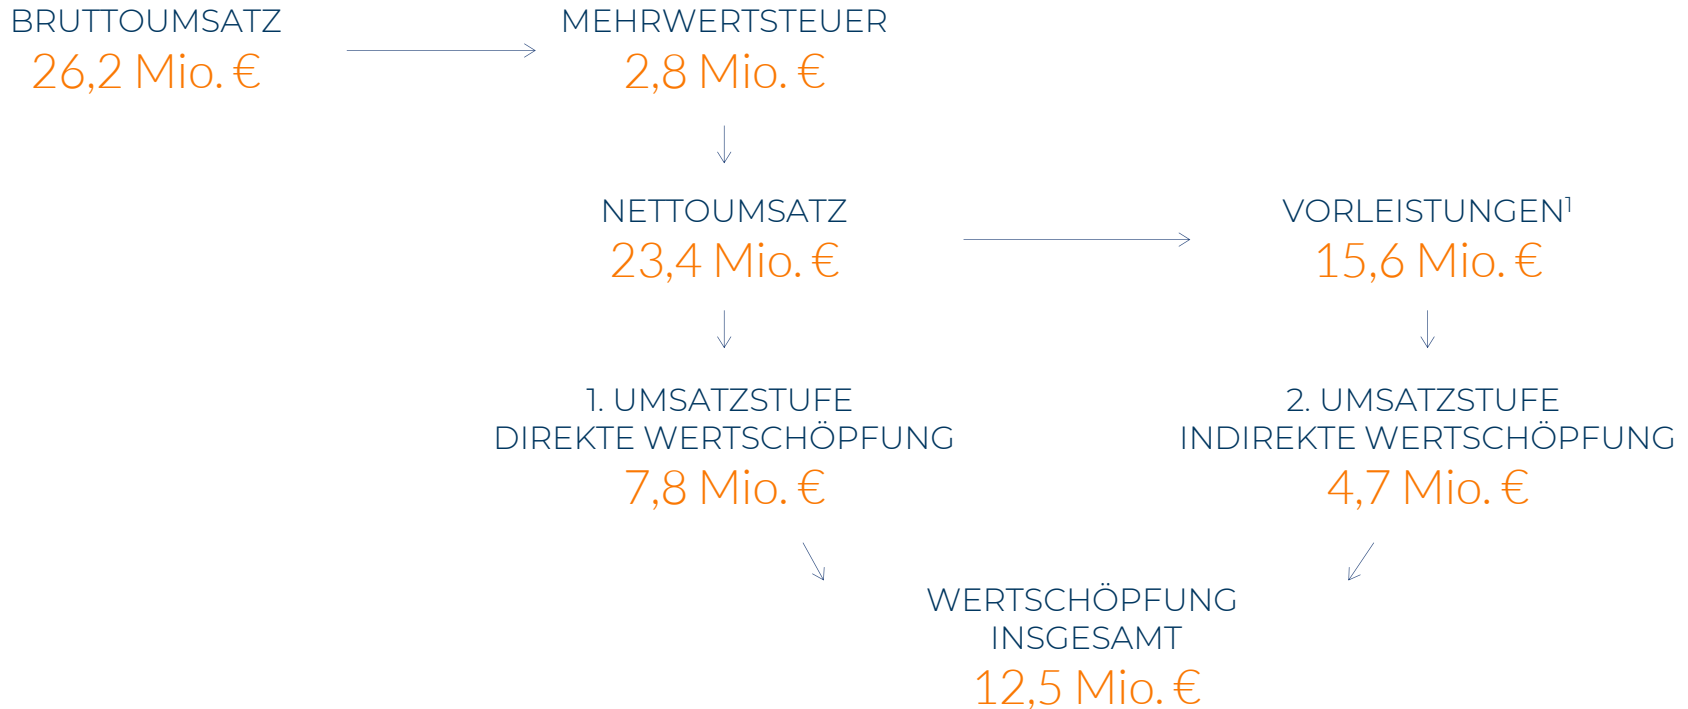 BRUTTOUMSATZ
26,2 Mio. €
MEHRWERTSTEUER
2,8 Mio. €
NETTOUMSATZ
23,4 Mio. €
VORLEISTUNGEN¹
15,6 Mio. €
1. UMSATZSTUFE
DIREKTE WERTSCHÖPFUNG
7,8 Mio. €
2. UMSATZSTUFE
INDIREKTE WERTSCHÖPFUNG
4,7 Mio. €
WERTSCHÖPFUNG
INSGESAMT
12,5 Mio. €